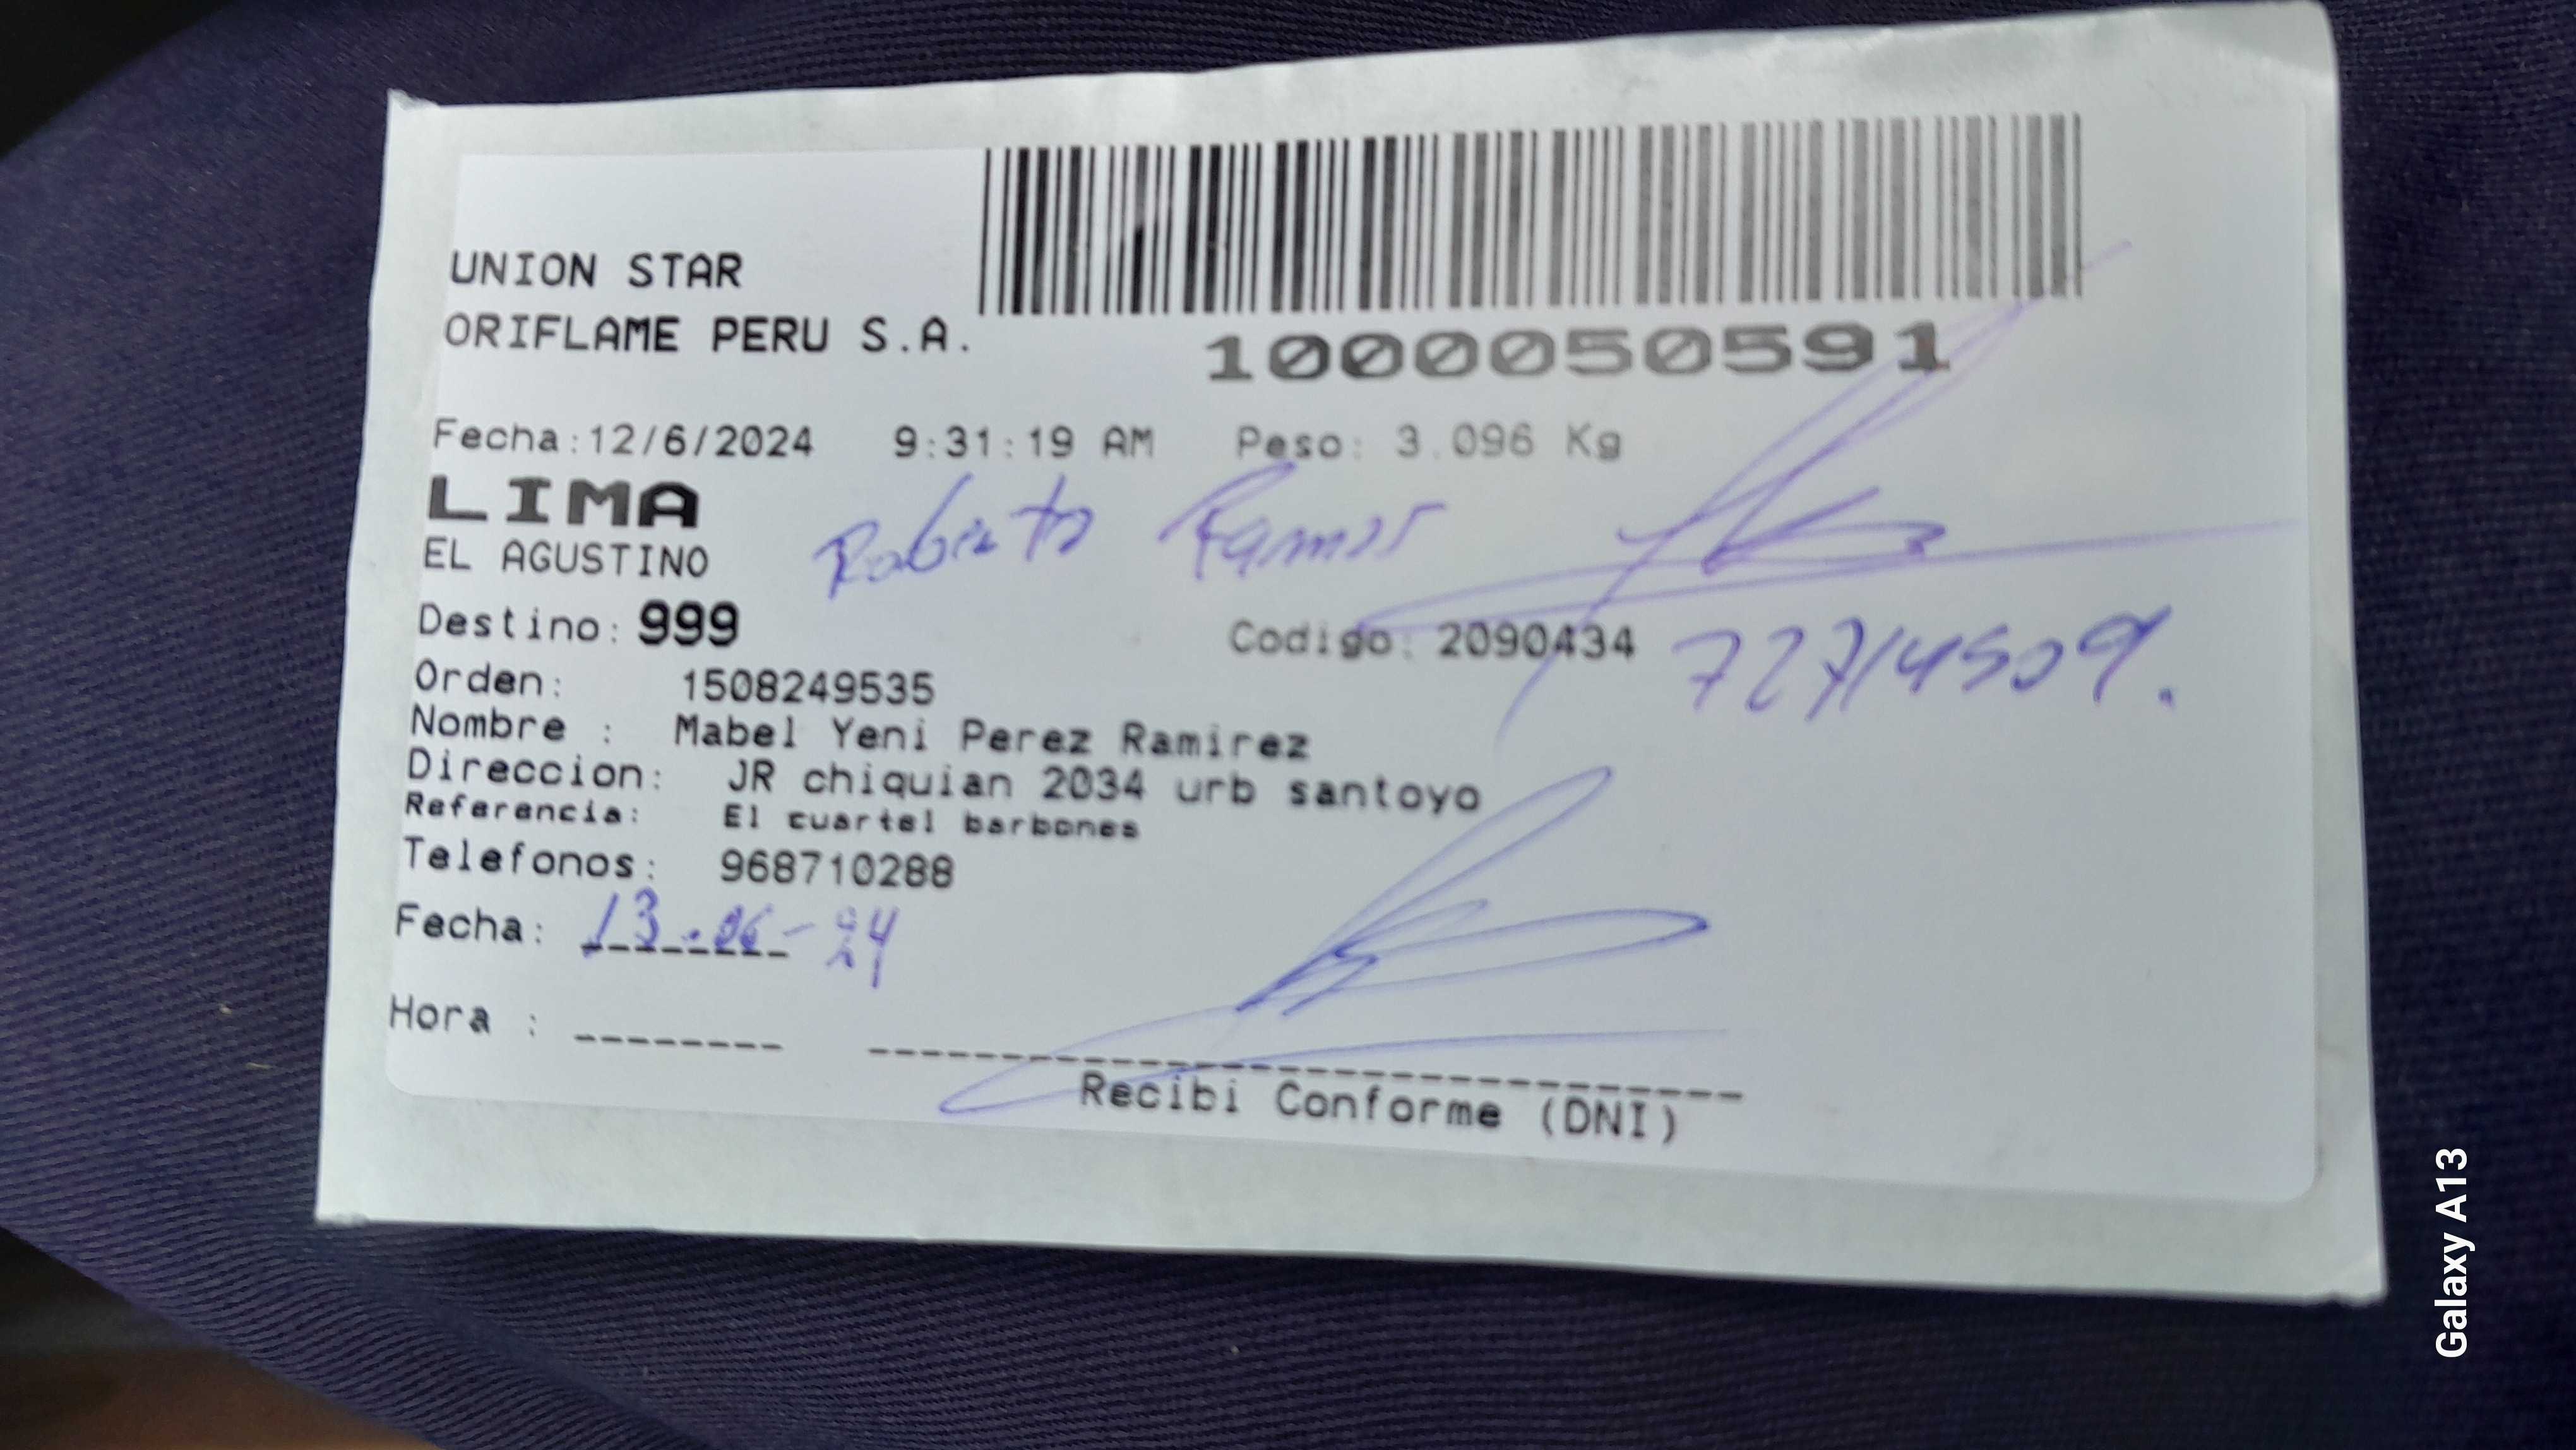 UNION STAR
ORIFLAME PERU S.A.
1000050591
Fecha:12/6/2024 9:31:19 AM Peso: 3.096 Kg
LIMA
EL AGUSTINO
Roberto Ramos
Destino: 999
Codigo: 2090434 72714509.
Orden: 1508249535
Nombre : Mabel Yeni Perez Ramirez
Direccion: JR chiquian 2034 urb santoyo
Referencia: El cuartel barbones
Telefonos: 968710288
Fecha: 13-06-24
Hora :
Recibi Conforme (DNI)
Galaxy A13